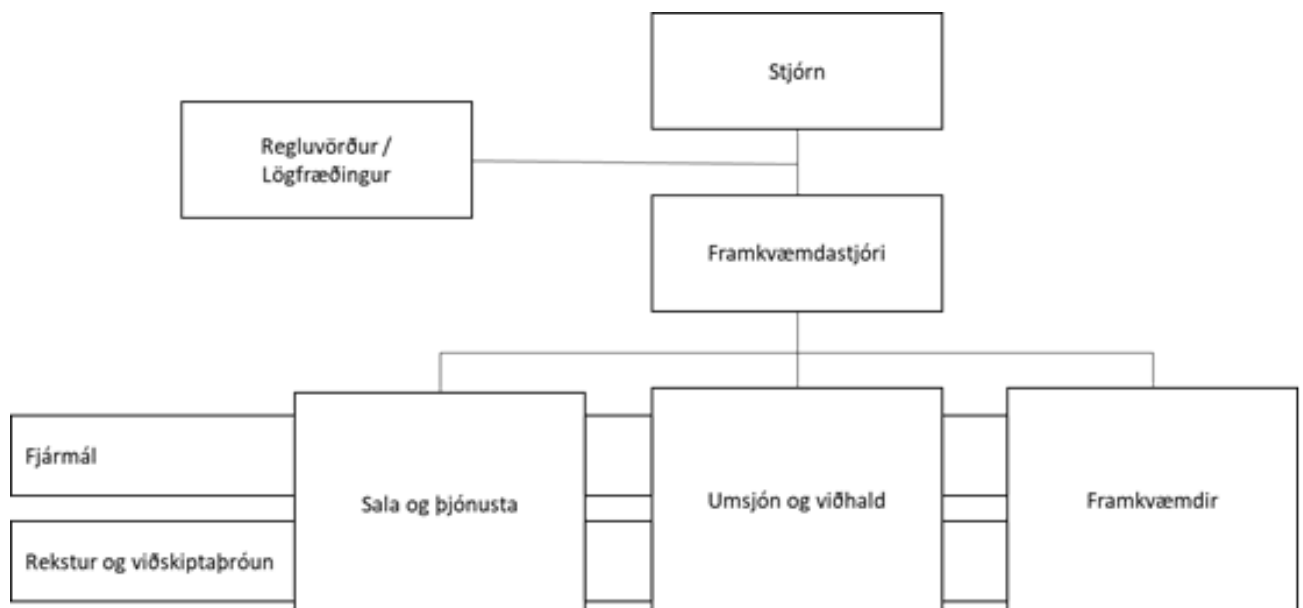 Stjórn
Regluvörður /
Lögfræðingur
Framkvæmdastjóri
Fjármál
Sala og þjónusta
Umsjón og viðhald
Framkvæmdir
Rekstur og viðskiptaþróun